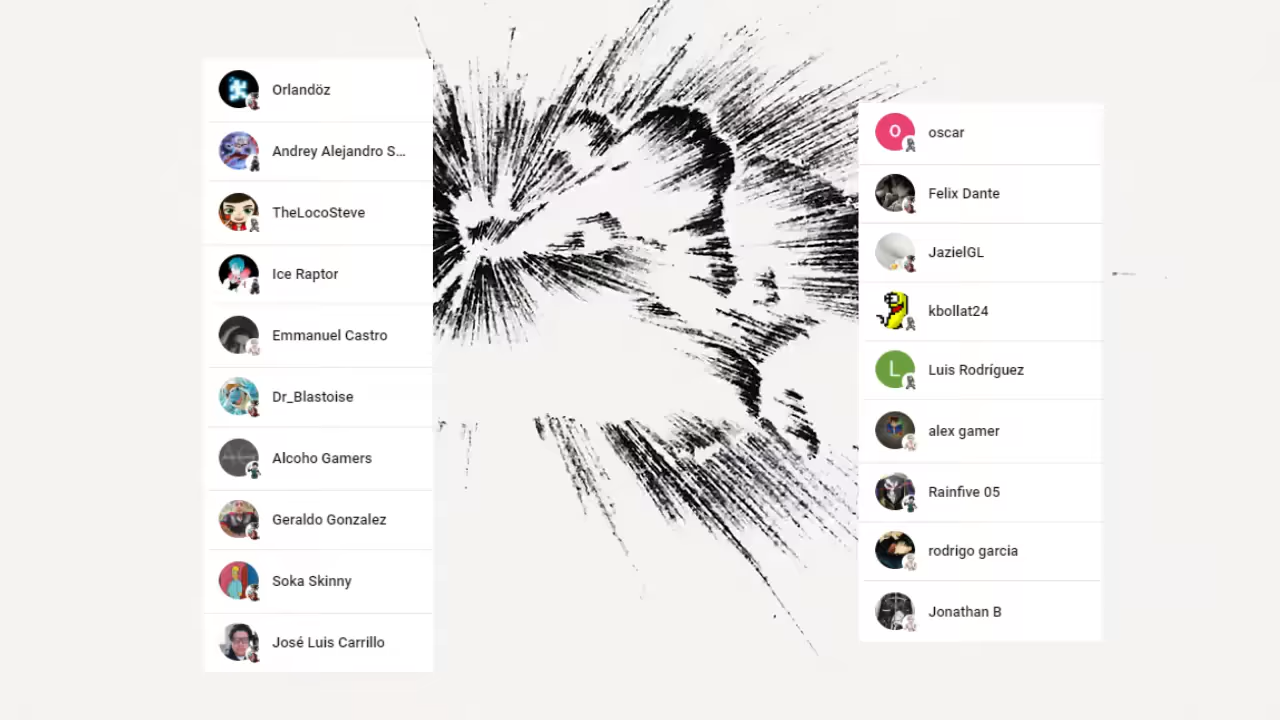 Orlandöz
Andrey Alejandro S...
TheLocoSteve
Ice Raptor
Emmanuel Castro
Dr_Blastoise
Alcoho Gamers
Geraldo Gonzalez
Soka Skinny
José Luis Carrillo
O
oscar
Felix Dante
JazielGL
kbollat24
L
Luis Rodríguez
alex gamer
Rainfive 05
rodrigo garcia
Jonathan B